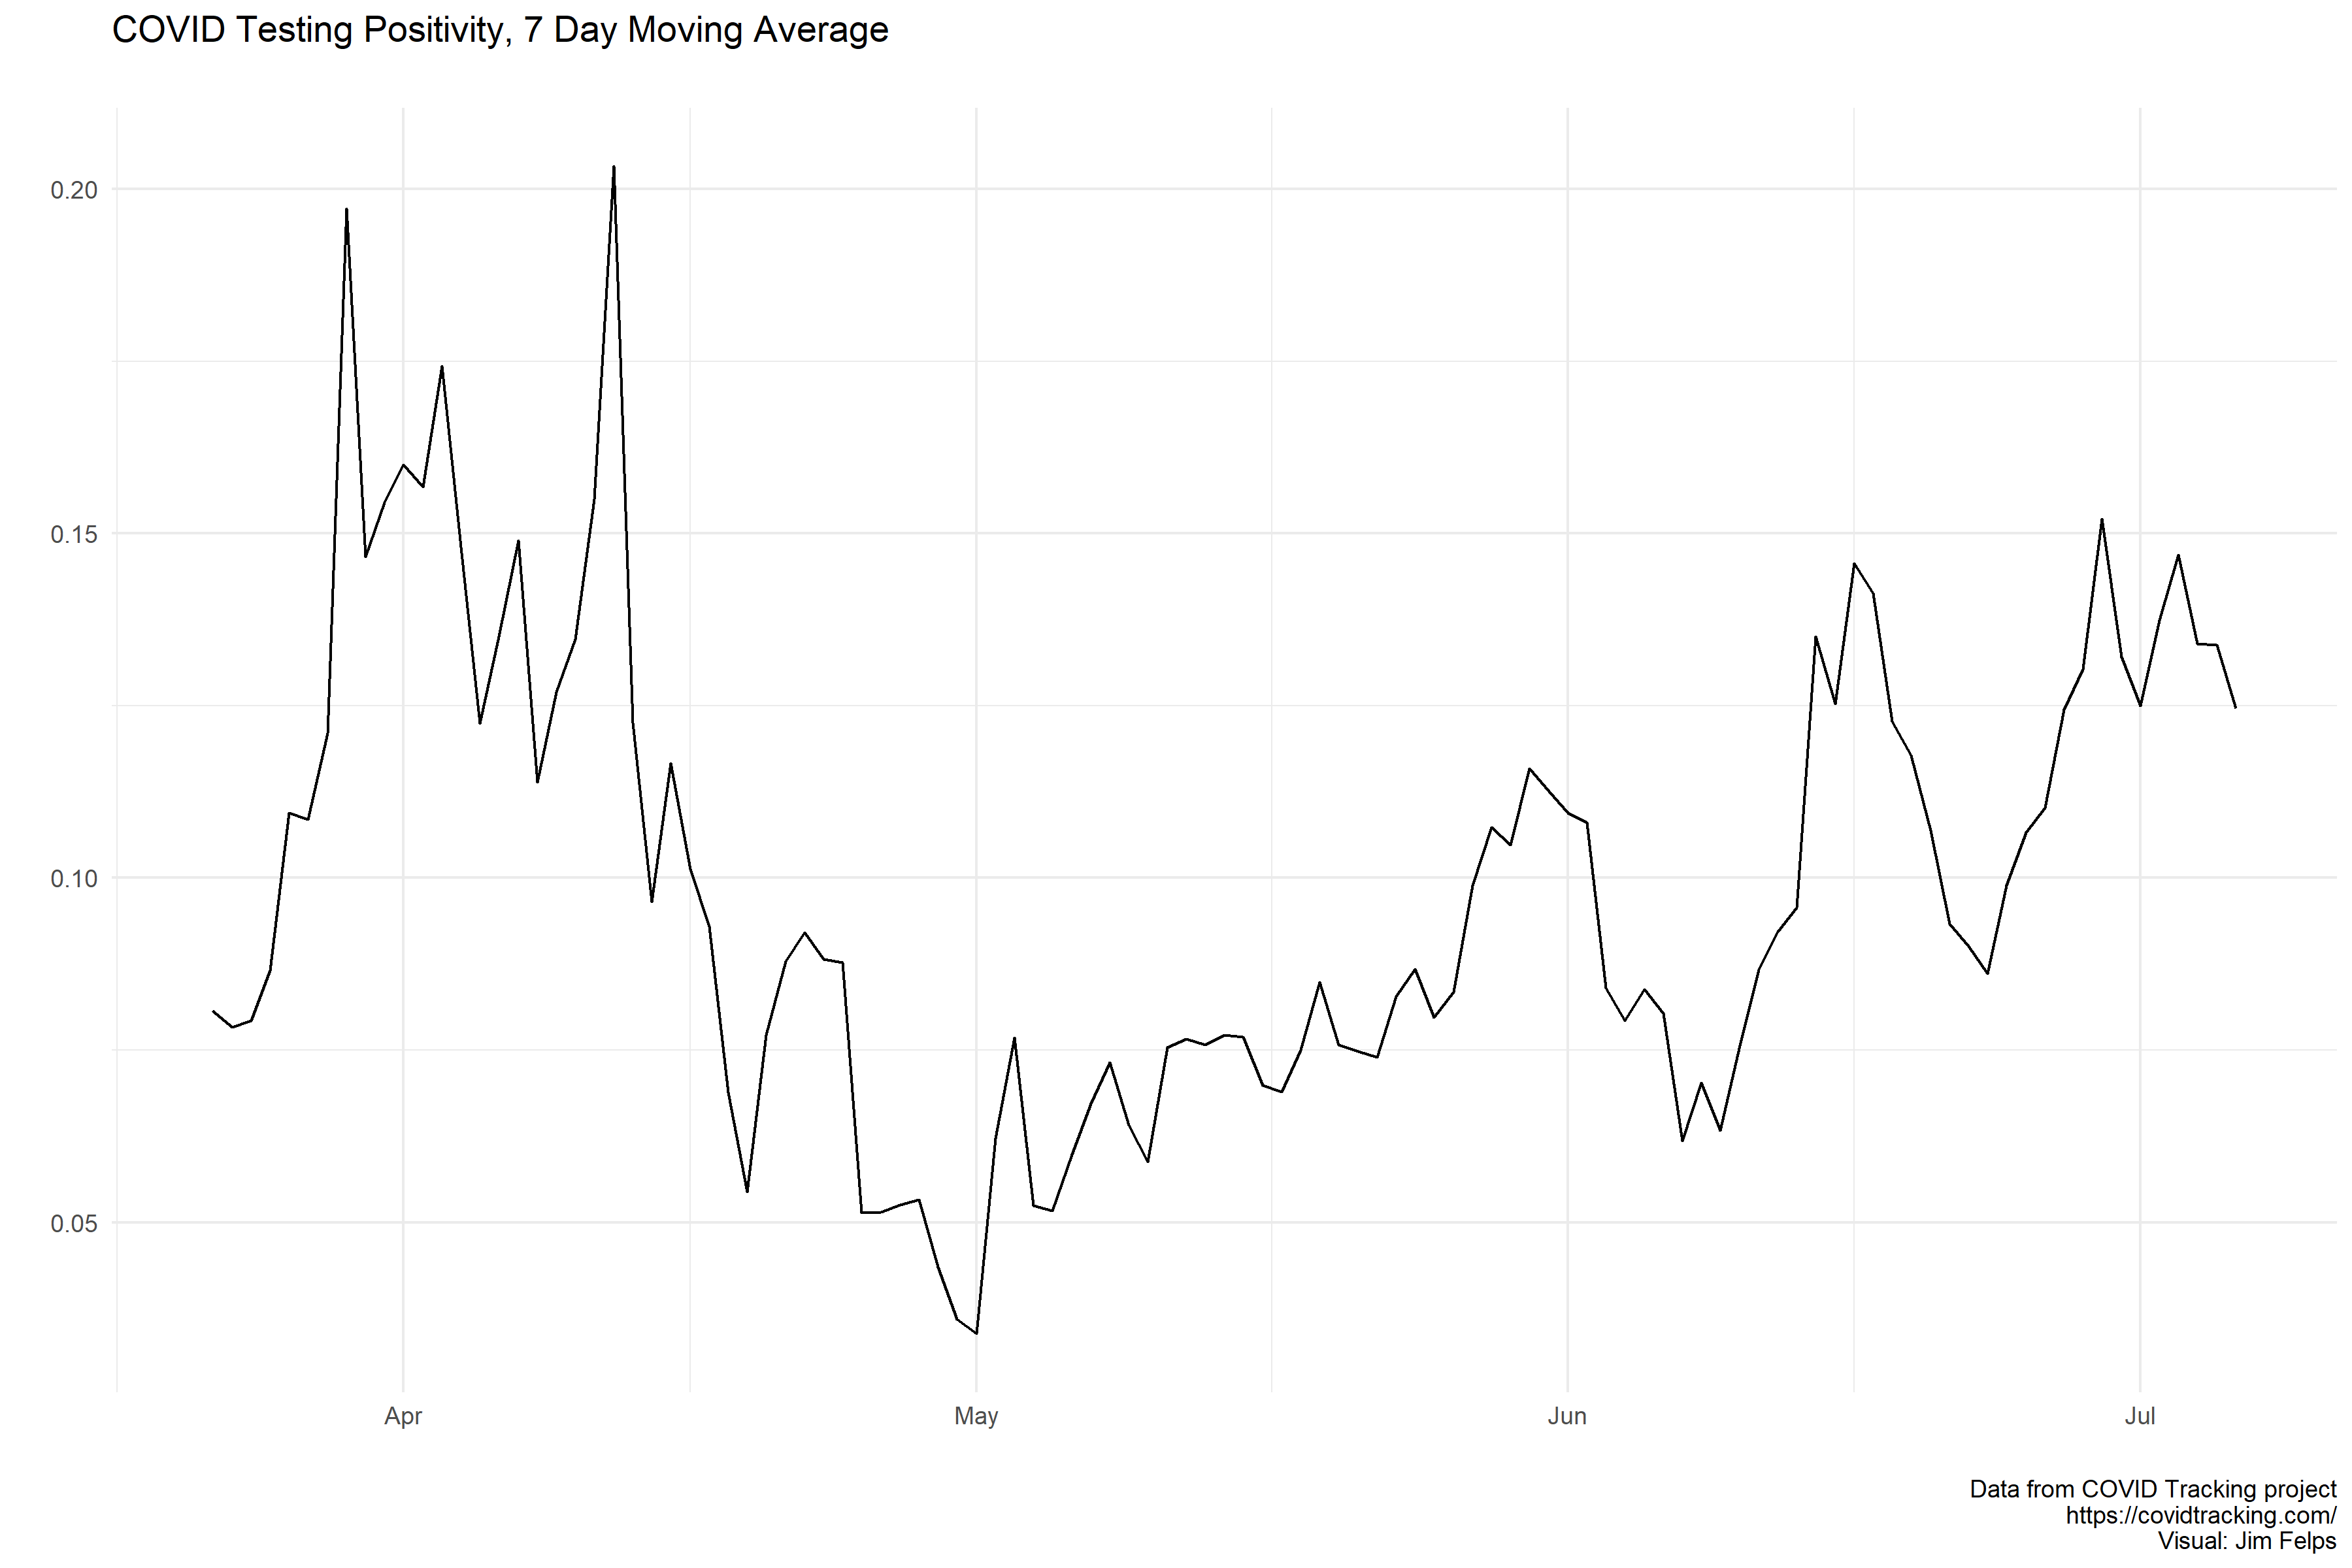 COVID Testing Positivity, 7 Day Moving Average
0.20
0.15
0.10
0.05
Apr May Jun Jul
Data from COVID Tracking project
https://covidtracking.com/
Visual: Jim Felps